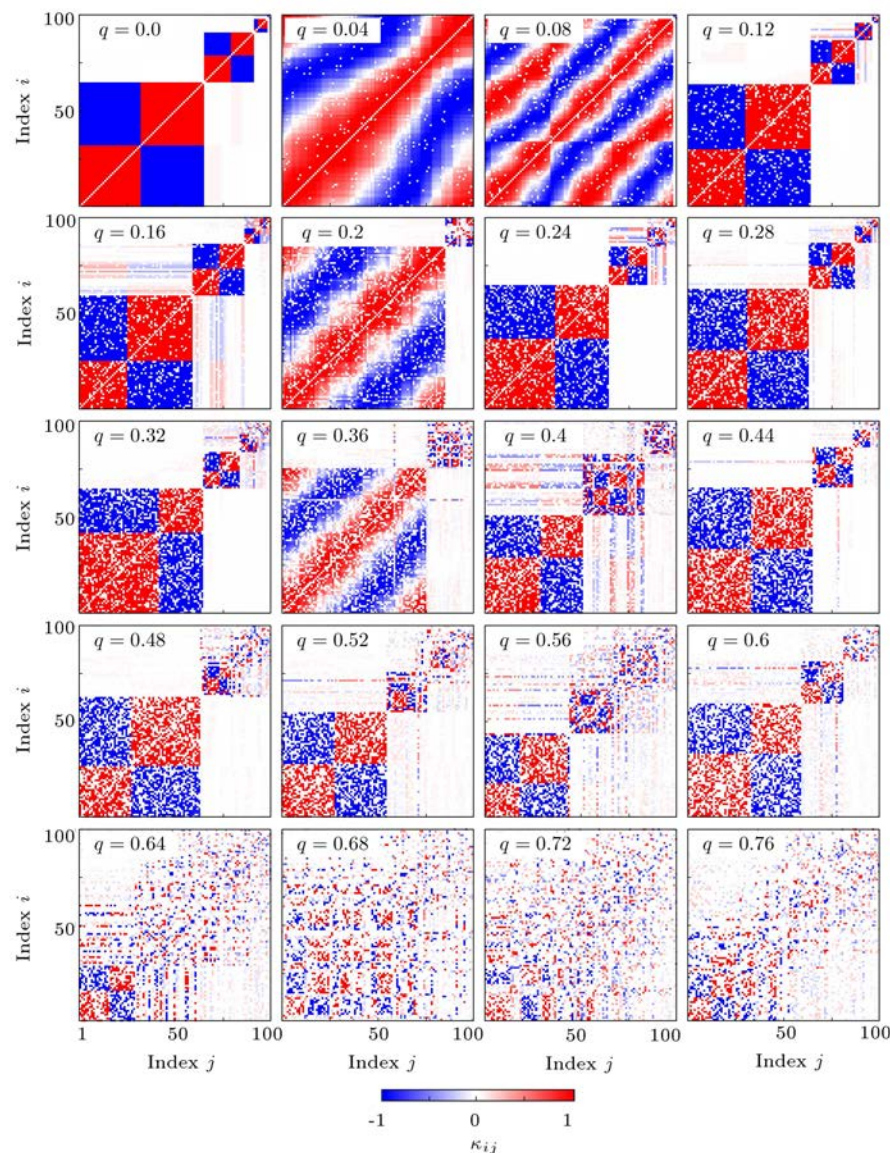 100
q = 0.0
q = 0.04
q = 0.08
q = 0.12
Index i
50
100
q = 0.16
q = 0.2
q = 0.24
q = 0.28
Index i
50
100
q = 0.32
q = 0.36
q = 0.4
q = 0.44
Index i
50
100
q = 0.48
q = 0.52
q = 0.56
q = 0.6
Index i
50
100
q = 0.64
q = 0.68
q = 0.72
q = 0.76
Index i
50
1 50 100 50 100 50 100 50 100
Index j Index j Index j Index j
-1 0 1
κij